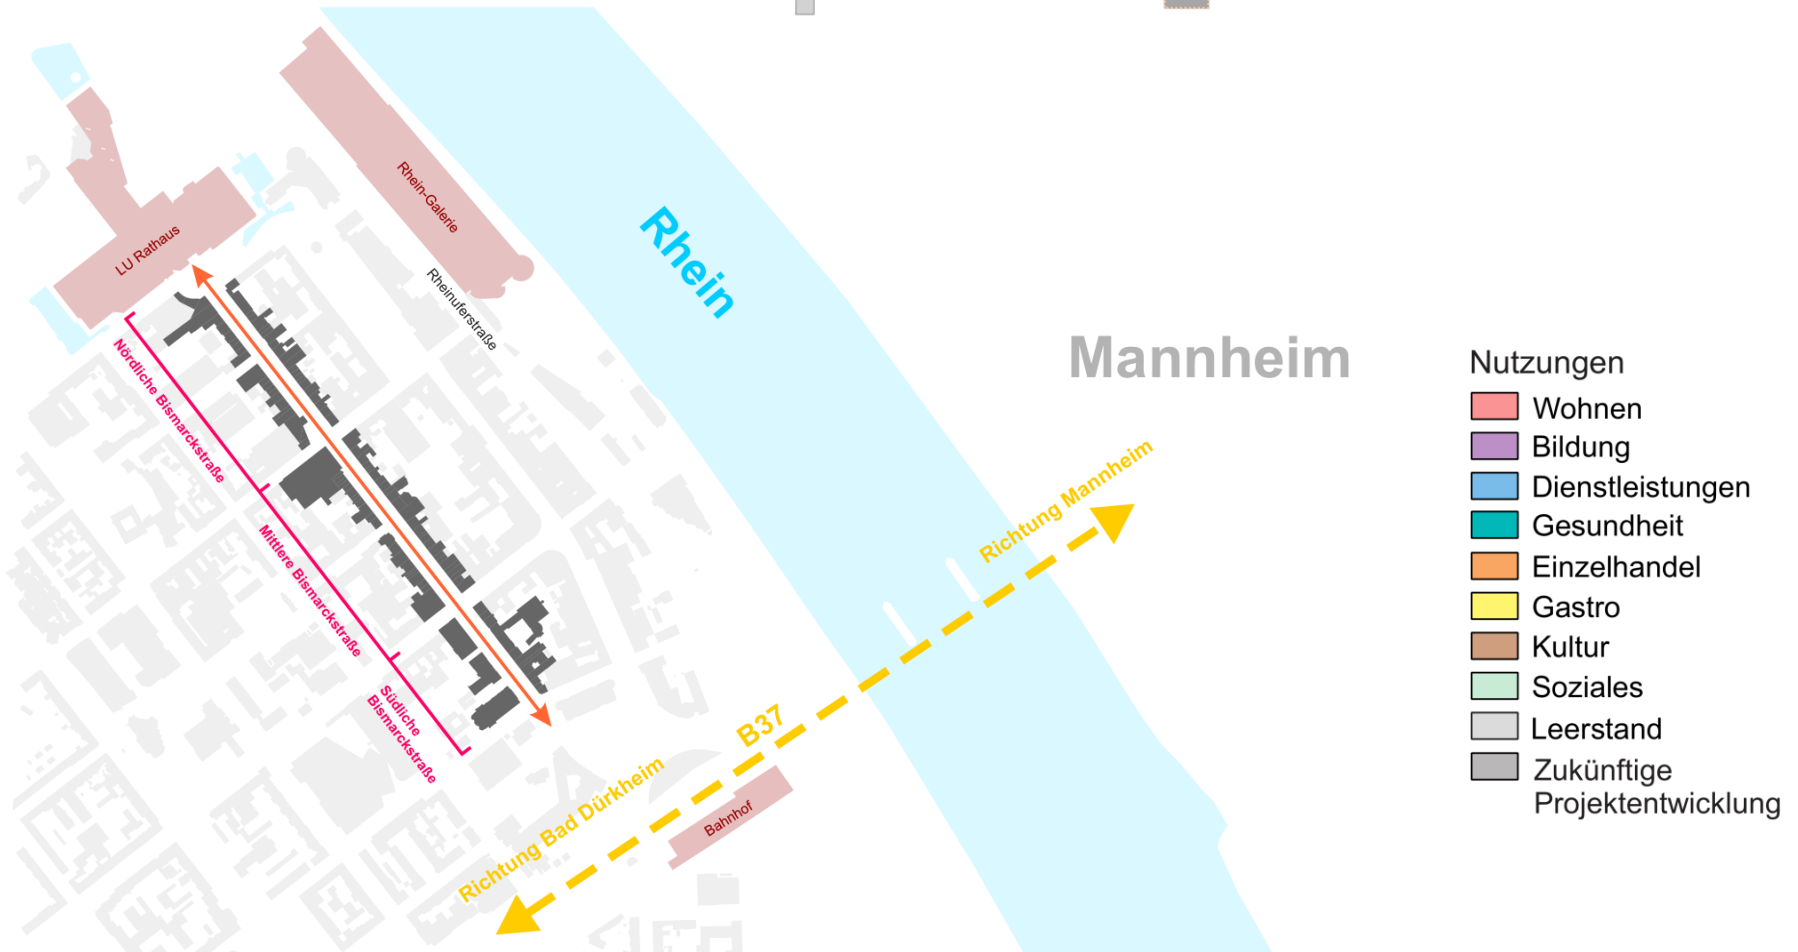 LU Rathaus
Rhein-Galerie
Rheinuferstraße
Rhein
Mannheim
Nördliche Bismarckstraße
Mittlere Bismarckstraße
Südliche
Bismarckstraße
Richtung Mannheim
B37
Richtung Bad Dürkheim
Bahnhof
Nutzungen
Wohnen
Bildung
Dienstleistungen
Gesundheit
Einzelhandel
Gastro
Kultur
Soziales
Leerstand
Zukünftige
Projektentwicklung